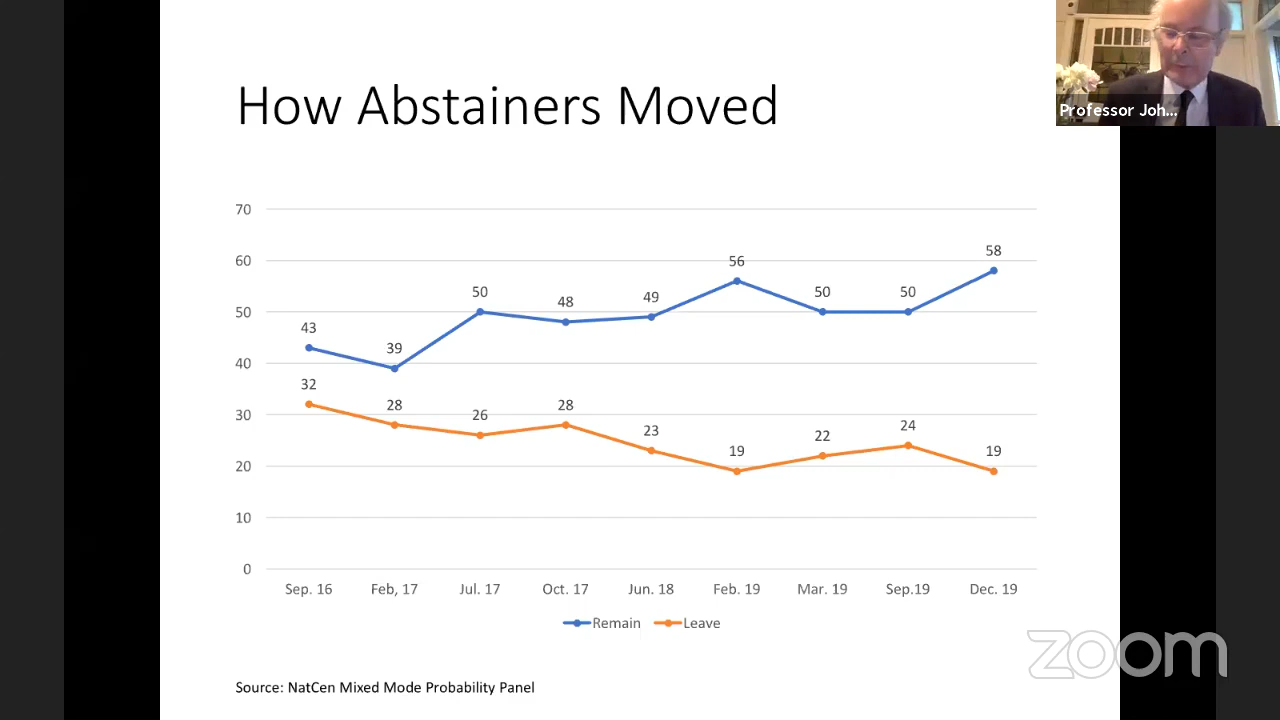 How Abstainers Moved
Professor Joh...
70
60
50
40
30
20
10
0
43
39
50
48
49
56
50
50
58
32
28
26
28
23
19
22
24
19
Sep. 16
Feb, 17
Jul. 17
Oct. 17
Jun. 18
Feb. 19
Mar. 19
Sep.19
Dec. 19
Remain
Leave
Source: NatCen Mixed Mode Probability Panel
zoom